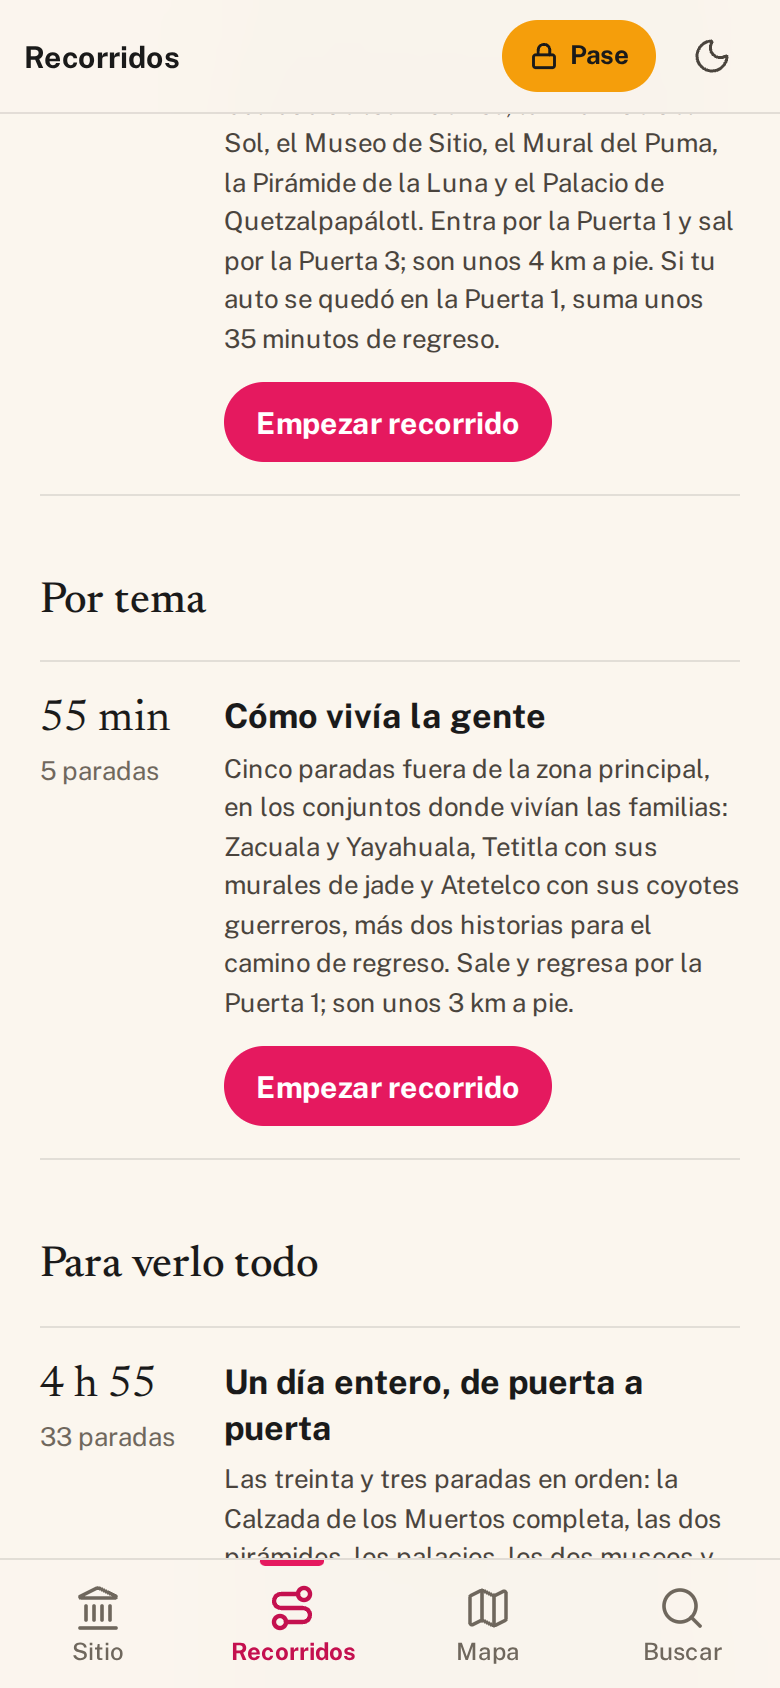 Recorridos
Pase
Sol, el Museo de Sitio, el Mural del Puma,
la Pirámide de la Luna y el Palacio de
Quetzalpapálotl. Entra por la Puerta 1 y sal
por la Puerta 3; son unos 4 km a pie. Si tu
auto se quedó en la Puerta 1, suma unos
35 minutos de regreso.
Empezar recorrido
Por tema
55 min
5 paradas
Cómo vivía la gente
Cinco paradas fuera de la zona principal,
en los conjuntos donde vivían las familias:
Zacuala y Yayahuala, Tetitla con sus
murales de jade y Atetelco con sus coyotes
guerreros, más dos historias para el
camino de regreso. Sale y regresa por la
Puerta 1; son unos 3 km a pie.
Empezar recorrido
Para verlo todo
4 h 55
33 paradas
Un día entero, de puerta a
puerta
Las treinta y tres paradas en orden: la
Calzada de los Muertos completa, las dos
pirámides, los palacios, los dos museos y
Sitio
Recorridos
Mapa
Buscar